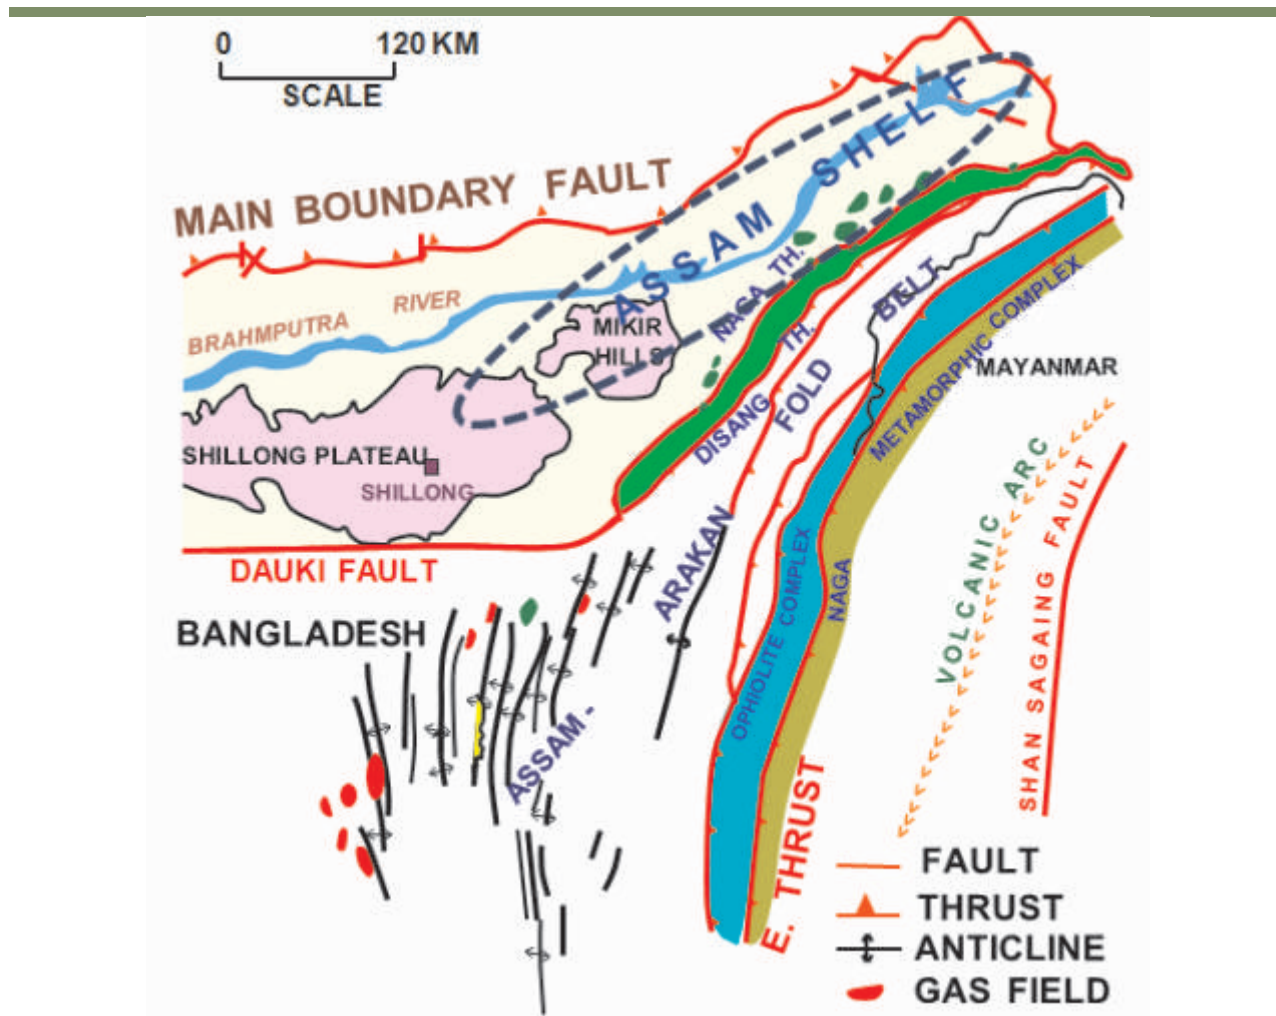 0 120 KM
SCALE
MAIN BOUNDARY FAULT
ASSAM SHELF
BRAHMPUTRA RIVER
MIKIR
HILLS
NAGA TH.
DISANG TH.
SHILLONG PLATEAU
SHILLONG
DAUKI FAULT
BANGLADESH
ASSAM - ARAKAN FOLD BELT
OPHIOLITE COMPLEX
NAGA METAMORPHIC COMPLEX
MAYANMAR
VOLCANIC ARC
SHAN SAGAING FAULT
E. THRUST
FAULT
THRUST
ANTICLINE
GAS FIELD